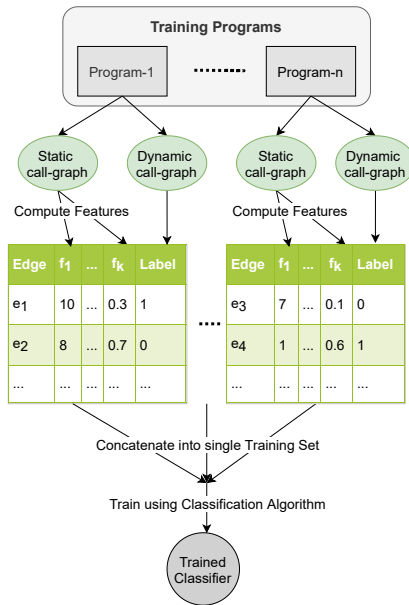 Training Programs
Program-1 ........ Program-n
Static call-graph
Dynamic call-graph
Static call-graph
Dynamic call-graph
Compute Features
Compute Features
Edge f1 ... fk Label
e1 10 ... 0.3 1
e2 8 ... 0.7 0
... ... ... ... ...
....
Edge f1 ... fk Label
e3 7 ... 0.1 0
e4 1 ... 0.6 1
... ... ... ... ...
Concatenate into single Training Set
Train using Classification Algorithm
Trained
Classifier